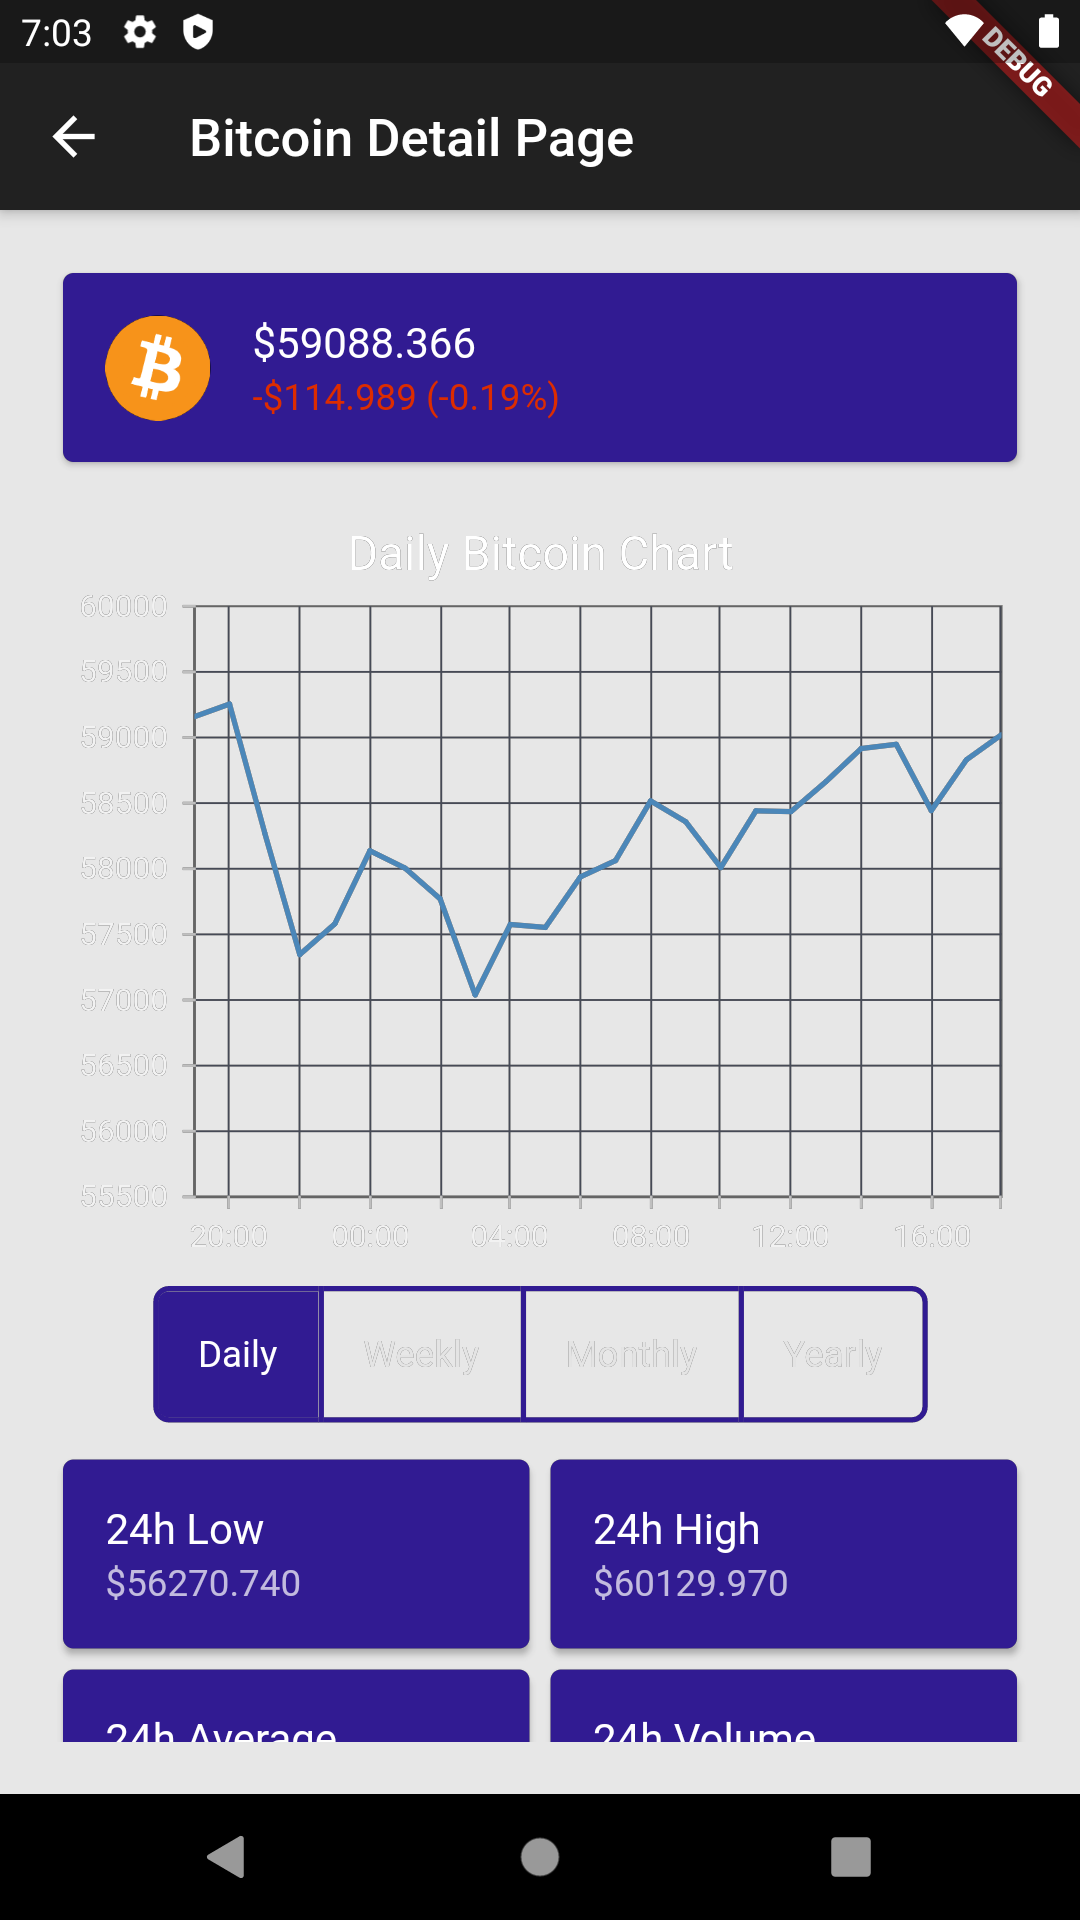 7:03
DEBUG
Bitcoin Detail Page
$59088.366
-$114.989 (-0.19%)
Daily Bitcoin Chart
60000
59500
59000
58500
58000
57500
57000
56500
56000
55500
20:00 00:00 04:00 08:00 12:00 16:00
Daily Weekly Monthly Yearly
24h Low 24h High
$56270.740 $60129.970
24h Average 24h Volume